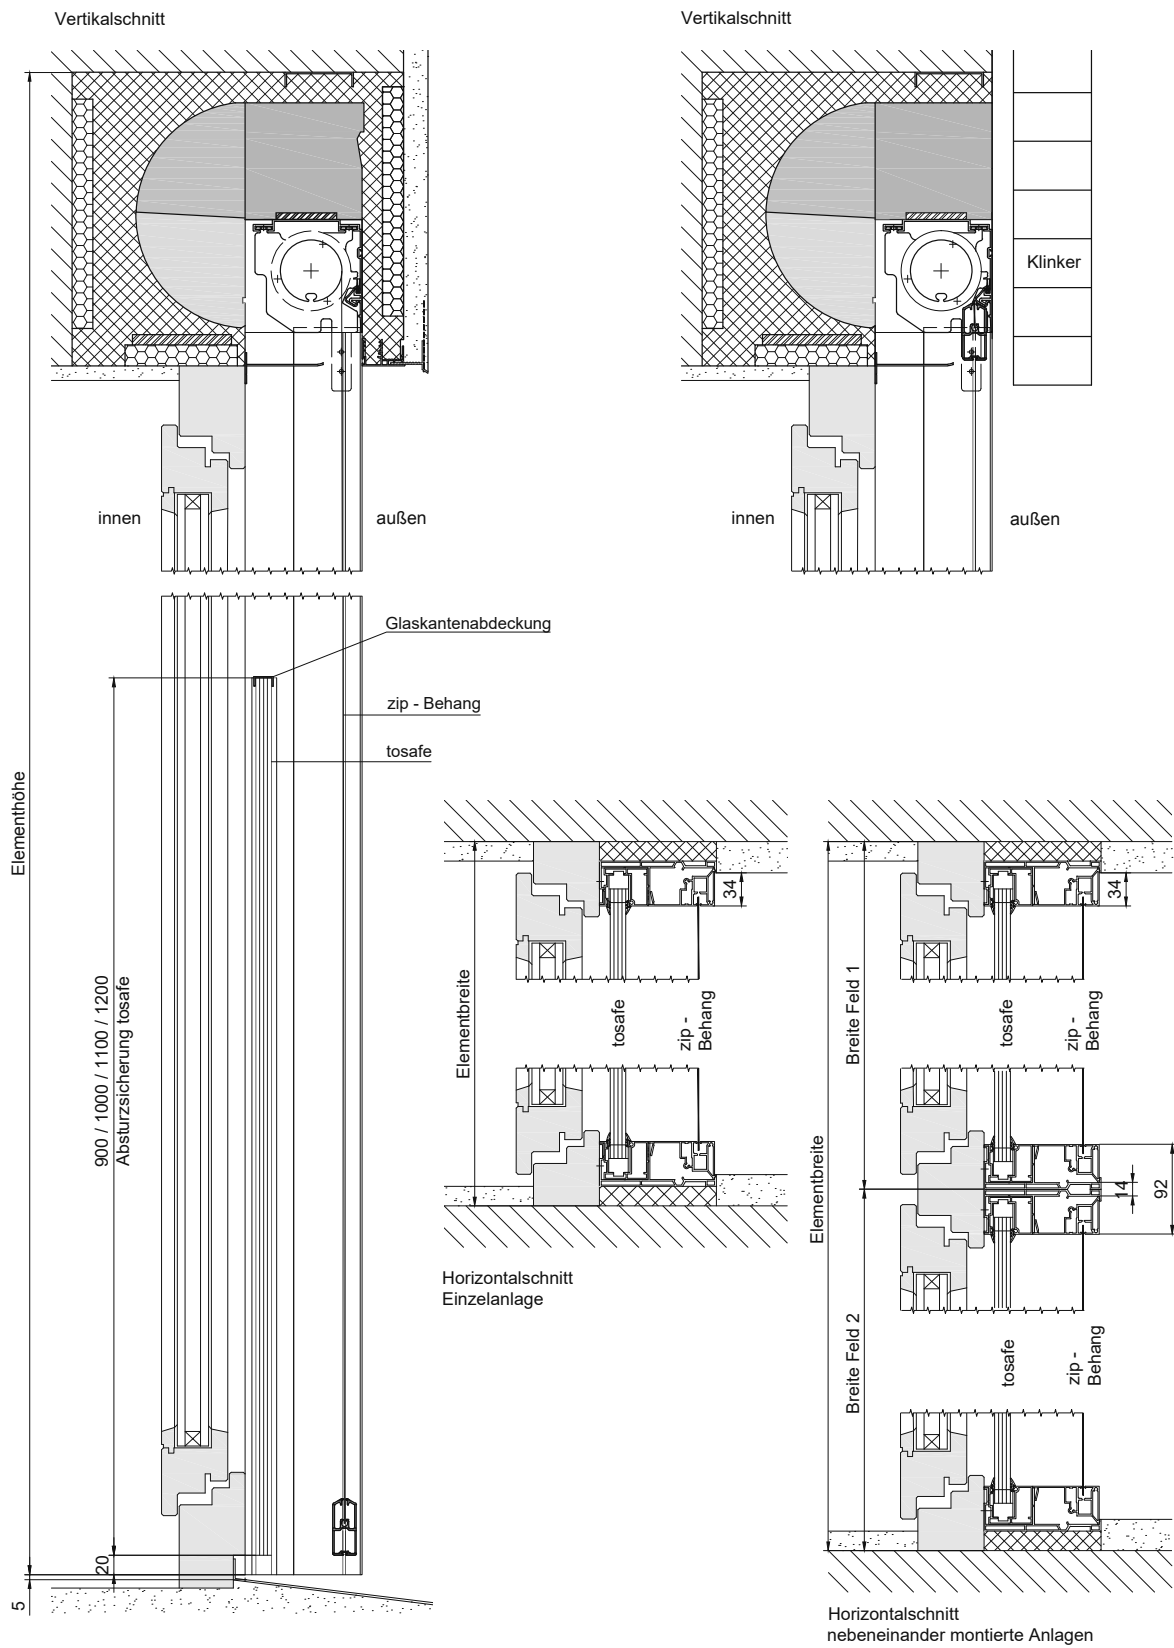 Vertikalschnitt
Vertikalschnitt
Klinker
innen
außen
innen
außen
Glaskantenabdeckung
zip - Behang
tosafe
Elementhöhe
900 / 1000 / 1100 / 1200
Absturzsicherung tosafe
20
5
Elementbreite
34
tosafe
zip -
Behang
Horizontalschnitt
Einzelanlage
Elementbreite
Breite Feld 1
Breite Feld 2
34
tosafe
zip -
Behang
14
92
tosafe
zip -
Behang
Horizontalschnitt
nebeneinander montierte Anlagen